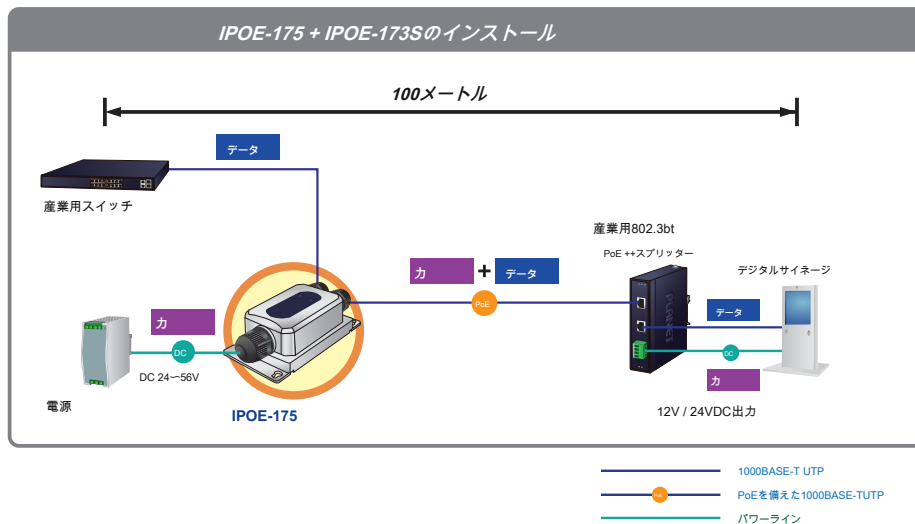 IPOE-175 + IPOE-173Sのインストール
100メートル
データ
産業用スイッチ
産業用802.3bt
PoE ++スプリッター
力 + データ
デジタルサイネージ
PoE
PLANET
データ
力
DC
DC
DC 24〜56V
力
電源
IPOE-175
12V / 24VDC出力
1000BASE-T UTP
PoEを備えた1000BASE-TUTP
パワーライン